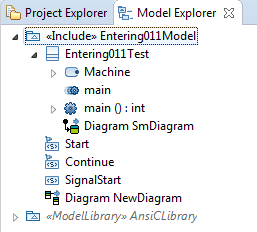 Project Explorer Model Explorer
«Include» Entering011Model
Entering011Test
Machine
main
main () : int
Diagram SmDiagram
Start
Continue
SignalStart
Diagram NewDiagram
«ModelLibrary» AnsiCLibrary